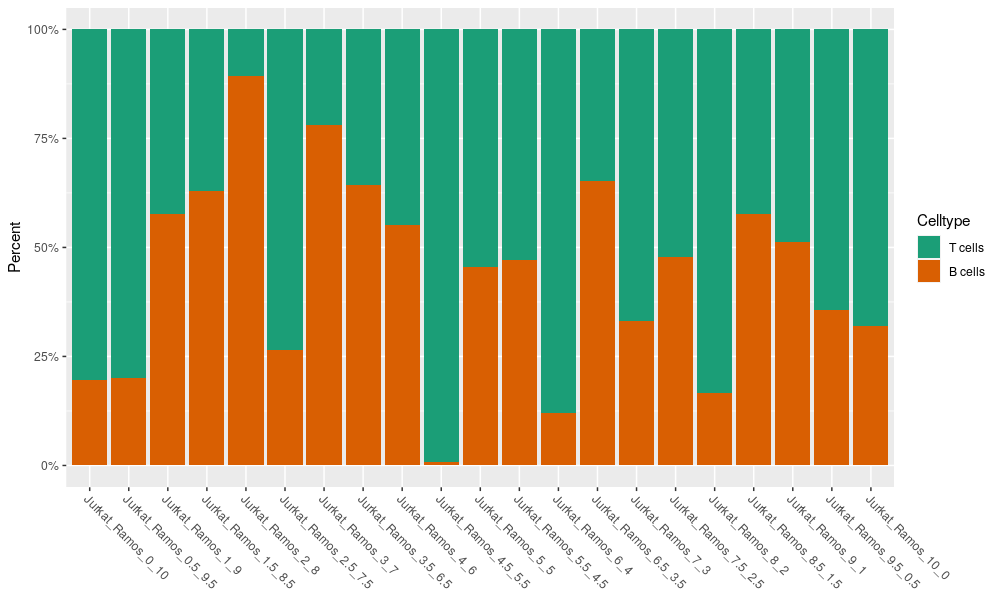 100%
75%
50%
25%
0%
Percent
Jurkat_Ramos_0_10
Jurkat_Ramos_0.5_9.5
Jurkat_Ramos_1_9
Jurkat_Ramos_1.5_8.5
Jurkat_Ramos_2_8
Jurkat_Ramos_2.5_7.5
Jurkat_Ramos_3_7
Jurkat_Ramos_3.5_6.5
Jurkat_Ramos_4_6
Jurkat_Ramos_4.5_5.5
Jurkat_Ramos_5_5
Jurkat_Ramos_5.5_4.5
Jurkat_Ramos_6_4
Jurkat_Ramos_6.5_3.5
Jurkat_Ramos_7_3
Jurkat_Ramos_7.5_2.5
Jurkat_Ramos_8_2
Jurkat_Ramos_8.5_1.5
Jurkat_Ramos_9_1
Jurkat_Ramos_9.5_0.5
Jurkat_Ramos_10_0
Celltype
T cells
B cells